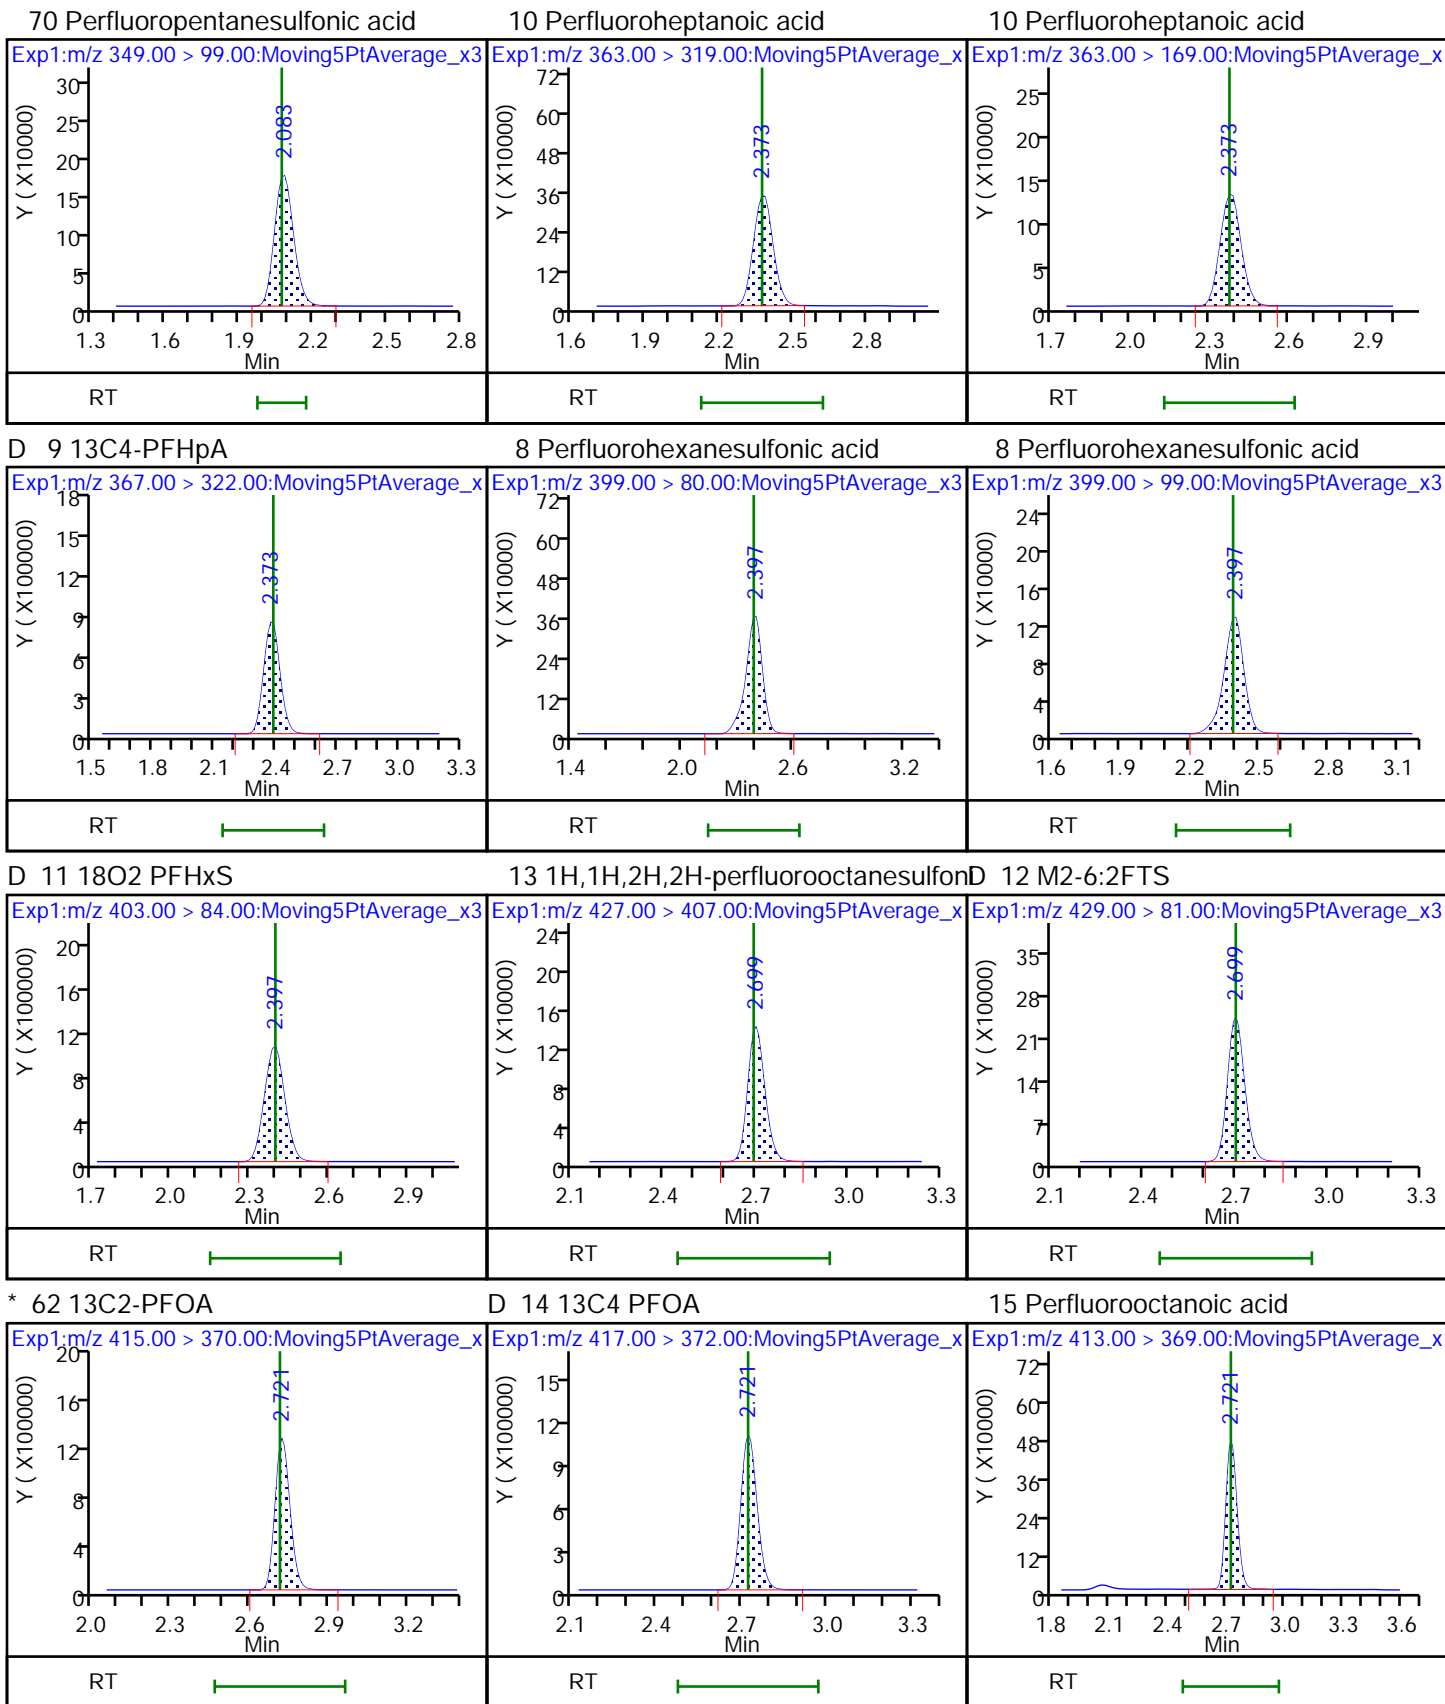 70 Perfluoropentanesulfonic acid
Exp1:m/z 349.00 > 99.00:Moving5PtAverage_x3
Y ( X10000)
30
25
20
15
10
5
0
2.083
1.3 1.6 1.9 2.2 2.5 2.8
Min
RT
10 Perfluoroheptanoic acid
Exp1:m/z 363.00 > 319.00:Moving5PtAverage_x
Y ( X10000)
72
60
48
36
24
12
0
2.373
1.6 1.9 2.2 2.5 2.8
Min
RT
10 Perfluoroheptanoic acid
Exp1:m/z 363.00 > 169.00:Moving5PtAverage_x
Y ( X10000)
25
20
15
10
5
0
2.373
1.7 2.0 2.3 2.6 2.9
Min
RT
D 9 13C4-PFHpA
Exp1:m/z 367.00 > 322.00:Moving5PtAverage_x
Y ( X100000)
18
15
12
9
6
3
0
2.373
1.5 1.8 2.1 2.4 2.7 3.0 3.3
Min
RT
8 Perfluorohexanesulfonic acid
Exp1:m/z 399.00 > 80.00:Moving5PtAverage_x3
Y ( X10000)
72
60
48
36
24
12
0
2.397
1.4 2.0 2.6 3.2
Min
RT
8 Perfluorohexanesulfonic acid
Exp1:m/z 399.00 > 99.00:Moving5PtAverage_x3
Y ( X10000)
24
20
16
12
8
4
0
2.397
1.6 1.9 2.2 2.5 2.8 3.1
Min
RT
D 11 18O2 PFHxS
Exp1:m/z 403.00 > 84.00:Moving5PtAverage_x3
Y ( X100000)
20
16
12
8
4
0
2.397
1.7 2.0 2.3 2.6 2.9
Min
RT
13 1H,1H,2H,2H-perfluorooctanesulfon
Exp1:m/z 427.00 > 407.00:Moving5PtAverage_x
Y ( X10000)
24
20
16
12
8
4
0
2.699
2.1 2.4 2.7 3.0 3.3
Min
RT
D 12 M2-6:2FTS
Exp1:m/z 429.00 > 81.00:Moving5PtAverage_x3
Y ( X10000)
35
28
21
14
7
0
2.699
2.1 2.4 2.7 3.0 3.3
Min
RT
* 62 13C2-PFOA
Exp1:m/z 415.00 > 370.00:Moving5PtAverage_x
Y ( X100000)
20
16
12
8
4
0
2.721
2.0 2.3 2.6 2.9 3.2
Min
RT
D 14 13C4 PFOA
Exp1:m/z 417.00 > 372.00:Moving5PtAverage_x
Y ( X100000)
15
12
9
6
3
0
2.721
2.1 2.4 2.7 3.0 3.3
Min
RT
15 Perfluorooctanoic acid
Exp1:m/z 413.00 > 369.00:Moving5PtAverage_x
Y ( X10000)
72
60
48
36
24
12
0
2.721
1.8 2.1 2.4 2.7 3.0 3.3 3.6
Min
RT